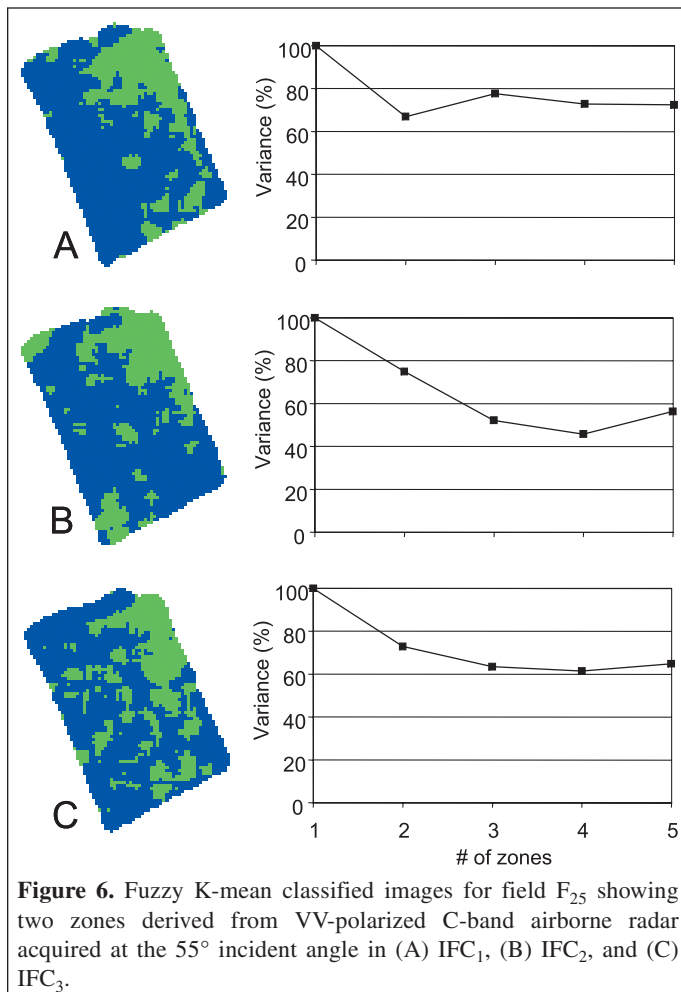 A
Variance (%)
100
80
60
40
20
0
B
Variance (%)
100
80
60
40
20
0
C
Variance (%)
100
80
60
40
20
0
1 2 3 4 5
# of zones
Figure 6. Fuzzy K-mean classified images for field F₂₅ showing
two zones derived from VV-polarized C-band airborne radar
acquired at the 55° incident angle in (A) IFC₁, (B) IFC₂, and (C)
IFC₃.